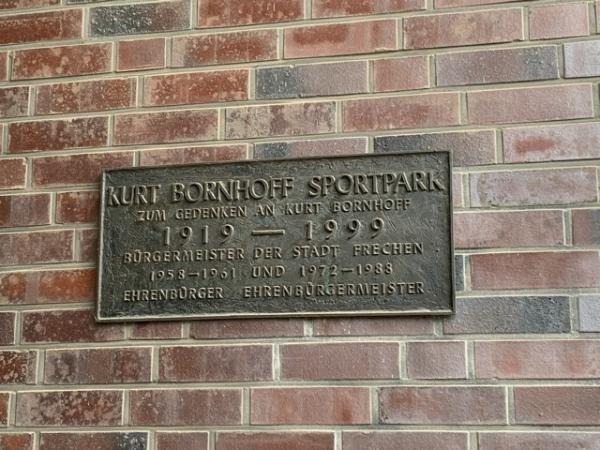 KURT BORNHOFF SPORTPARK
ZUM GEDENKEN AN KURT BORNHOFF
1919 — 1999
BÜRGERMEISTER DER STADT FRECHEN
1958–1961 UND 1972–1988
EHRENBÜRGER EHRENBÜRGERMEISTER